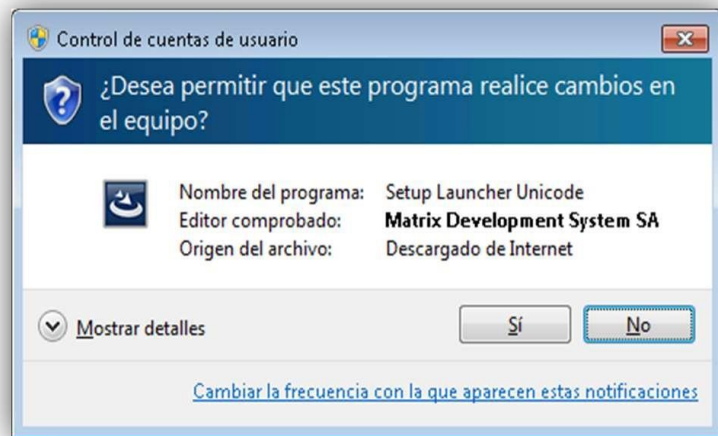 Control de cuentas de usuario
¿Desea permitir que este programa realice cambios en
el equipo?
Nombre del programa: Setup Launcher Unicode
Editor comprobado: Matrix Development System SA
Origen del archivo: Descargado de Internet
Mostrar detalles
Sí
No
Cambiar la frecuencia con la que aparecen estas notificaciones